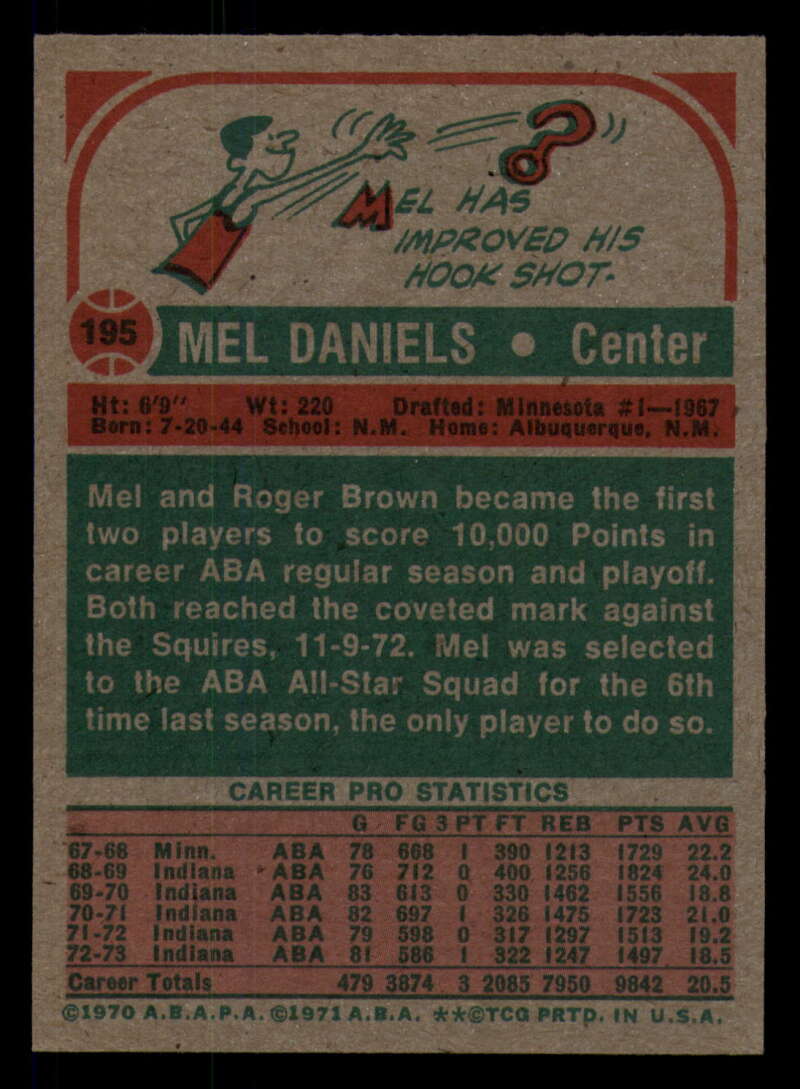 MEL HAS
IMPROVED HIS
HOOK SHOT.
195 MEL DANIELS • Center
Ht: 6'9" Wt: 220 Drafted: Minnesota #1—1967
Born: 7-20-44 School: N.M. Home: Albuquerque, N.M.
Mel and Roger Brown became the first
two players to score 10,000 Points in
career ABA regular season and playoff.
Both reached the coveted mark against
the Squires, 11-9-72. Mel was selected
to the ABA All-Star Squad for the 6th
time last season, the only player to do so.
CAREER PRO STATISTICS
G FG 3 PT FT REB PTS AVG
67-68 Minn. ABA 78 668 1 390 1213 1729 22.2
68-69 Indiana ABA 76 712 0 400 1256 1824 24.0
69-70 Indiana ABA 83 613 0 330 1462 1556 18.8
70-71 Indiana ABA 82 697 1 326 1475 1723 21.0
71-72 Indiana ABA 79 598 0 317 1297 1513 19.2
72-73 Indiana ABA 81 586 1 322 1247 1497 18.5
Career Totals 479 3874 3 2085 7950 9842 20.5
©1970 A.B.A.P.A. ©1971 A.B.A. **©TCG PRTD. IN U.S.A.